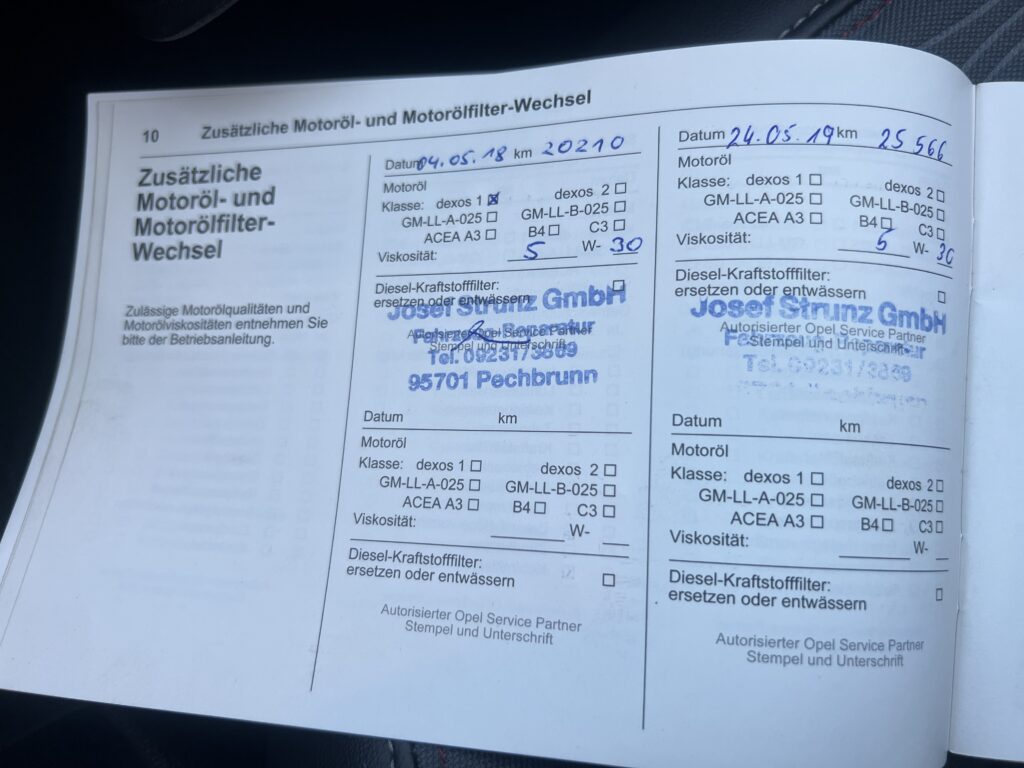 10 Zusätzliche Motoröl- und Motorölfilter-Wechsel
Zusätzliche
Motoröl- und
Motorölfilter-
Wechsel
Zulässige Motorölqualitäten und
Motorölviskositäten entnehmen Sie
bitte der Betriebsanleitung.
Datum 04.05.18 km 20210
Motoröl
Klasse: dexos 1 ☒ dexos 2 ☐
GM-LL-A-025 ☐ GM-LL-B-025 ☐
ACEA A3 ☐ B4 ☐ C3 ☐
Viskosität: 5 W- 30
Diesel-Kraftstofffilter:
ersetzen oder entwässern ☐
Josef Strunz GmbH
Autorisierter Opel Service Partner
Stempel und Unterschrift
Reparatur
Tel. 09231/3869
95701 Pechbrunn
Datum km
Motoröl
Klasse: dexos 1 ☐ dexos 2 ☐
GM-LL-A-025 ☐ GM-LL-B-025 ☐
ACEA A3 ☐ B4 ☐ C3 ☐
Viskosität: W-
Diesel-Kraftstofffilter:
ersetzen oder entwässern ☐
Autorisierter Opel Service Partner
Stempel und Unterschrift
Datum 24.05.19 km 25 566
Motoröl
Klasse: dexos 1 ☐ dexos 2 ☐
GM-LL-A-025 ☐ GM-LL-B-025 ☐
ACEA A3 ☐ B4 ☐ C3 ☐
Viskosität: 5 W- 30
Diesel-Kraftstofffilter:
ersetzen oder entwässern ☐
Josef Strunz GmbH
Autorisierter Opel Service Partner
Stempel und Unterschrift
Tel. 09231/3869
Datum km
Motoröl
Klasse: dexos 1 ☐ dexos 2 ☐
GM-LL-A-025 ☐ GM-LL-B-025 ☐
ACEA A3 ☐ B4 ☐ C3 ☐
Viskosität: W-
Diesel-Kraftstofffilter:
ersetzen oder entwässern ☐
Autorisierter Opel Service Partner
Stempel und Unterschrift